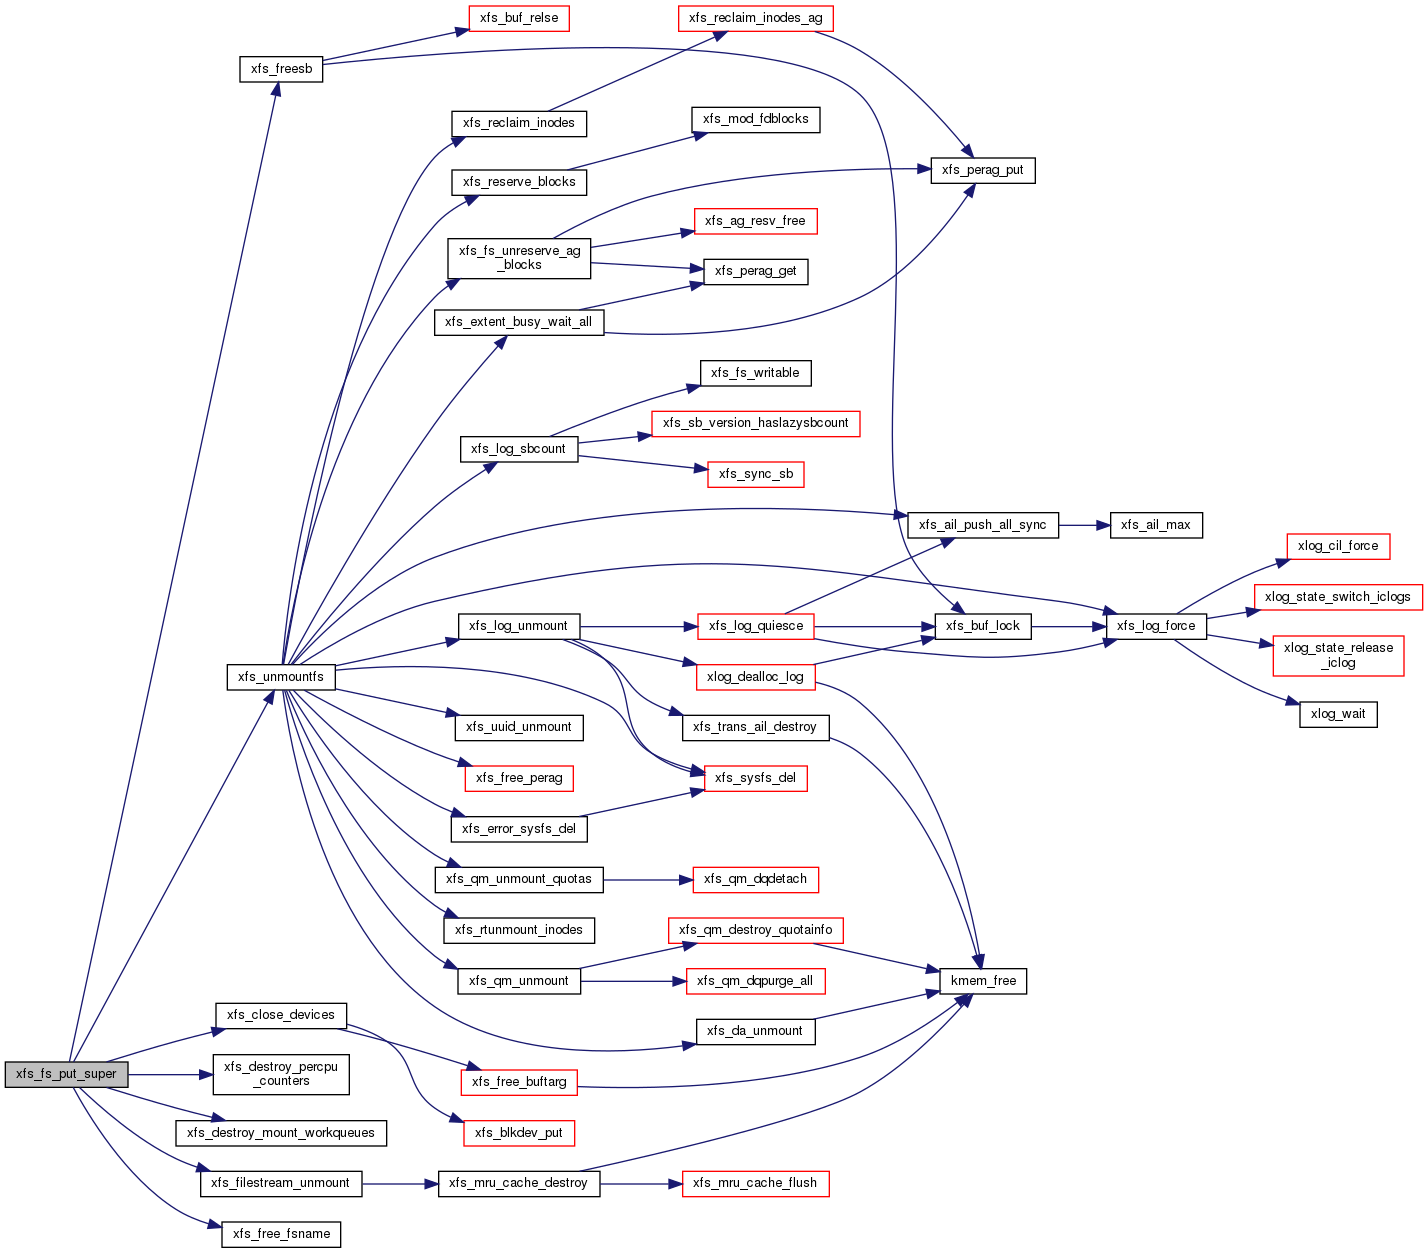 xfs_buf_relse
xfs_reclaim_inodes_ag
xfs_freesb
xfs_reclaim_inodes
xfs_mod_fdblocks
xfs_perag_put
xfs_reserve_blocks
xfs_ag_resv_free
xfs_fs_unreserve_ag
_blocks
xfs_perag_get
xfs_extent_busy_wait_all
xfs_fs_writable
xfs_sb_version_haslazysbcount
xfs_log_sbcount
xfs_sync_sb
xfs_ail_push_all_sync
xfs_ail_max
xlog_cil_force
xlog_state_switch_iclogs
xfs_log_unmount
xfs_log_quiesce
xfs_buf_lock
xfs_log_force
xlog_state_release
_iclog
xfs_unmountfs
xlog_dealloc_log
xlog_wait
xfs_uuid_unmount
xfs_trans_ail_destroy
xfs_free_perag
xfs_sysfs_del
xfs_error_sysfs_del
xfs_qm_unmount_quotas
xfs_qm_dqdetach
xfs_rtunmount_inodes
xfs_qm_destroy_quotainfo
xfs_qm_unmount
xfs_qm_dqpurge_all
kmem_free
xfs_close_devices
xfs_da_unmount
xfs_fs_put_super
xfs_destroy_percpu
_counters
xfs_free_buftarg
xfs_destroy_mount_workqueues
xfs_blkdev_put
xfs_filestream_unmount
xfs_mru_cache_destroy
xfs_mru_cache_flush
xfs_free_fsname